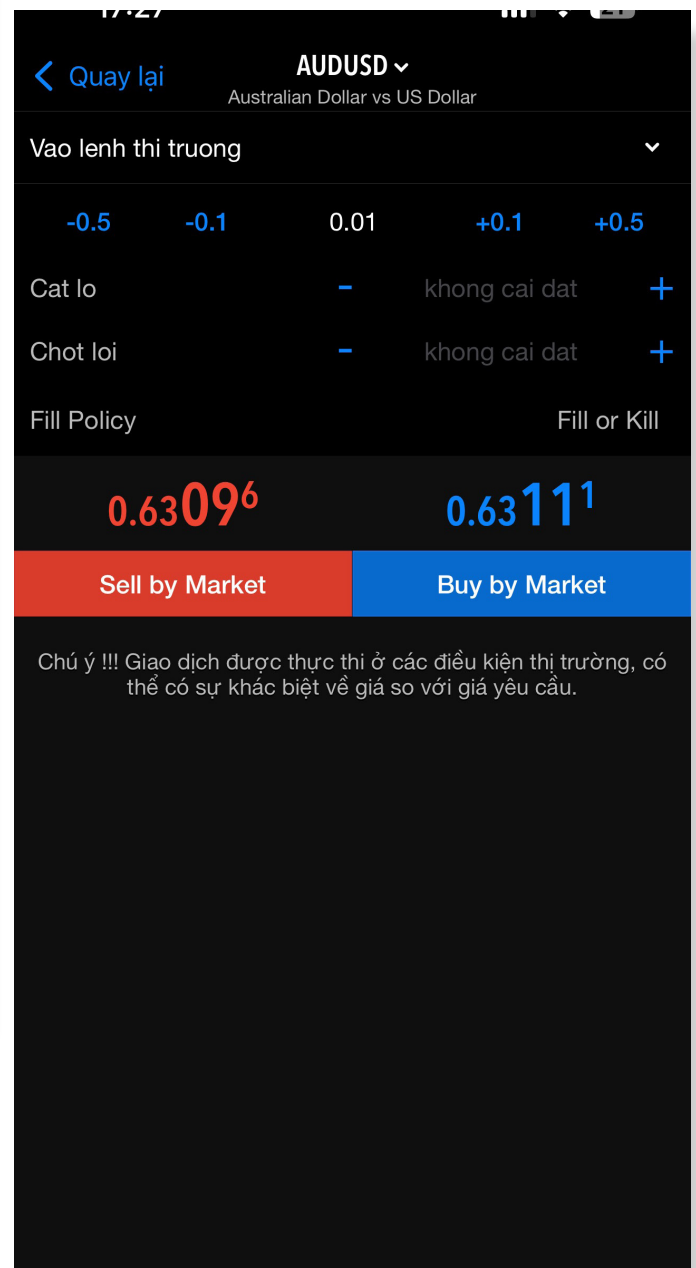 Quay lại
AUDUSD
Australian Dollar vs US Dollar
Vao lenh thi truong
-0.5 -0.1 0.01 +0.1 +0.5
Cat lo - khong cai dat +
Chot loi - khong cai dat +
Fill Policy Fill or Kill
0.63096 0.63111
Sell by Market Buy by Market
Chú ý !!! Giao dịch được thực thi ở các điều kiện thị trường, có
thể có sự khác biệt về giá so với giá yêu cầu.